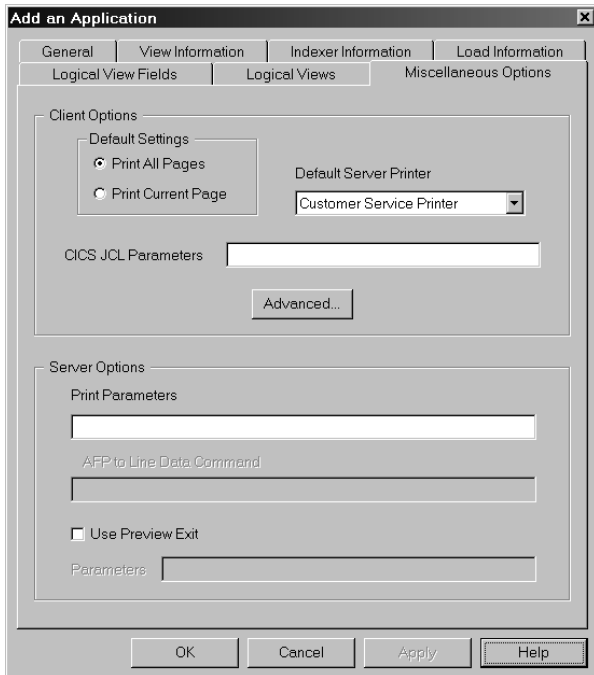 Add an Application
General View Information Indexer Information Load Information
Logical View Fields Logical Views Miscellaneous Options
Client Options
Default Settings
Print All Pages
Print Current Page
Default Server Printer
Customer Service Printer
CICS JCL Parameters
Advanced...
Server Options
Print Parameters
AFP to Line Data Command
Use Preview Exit
Parameters
OK Cancel Apply Help